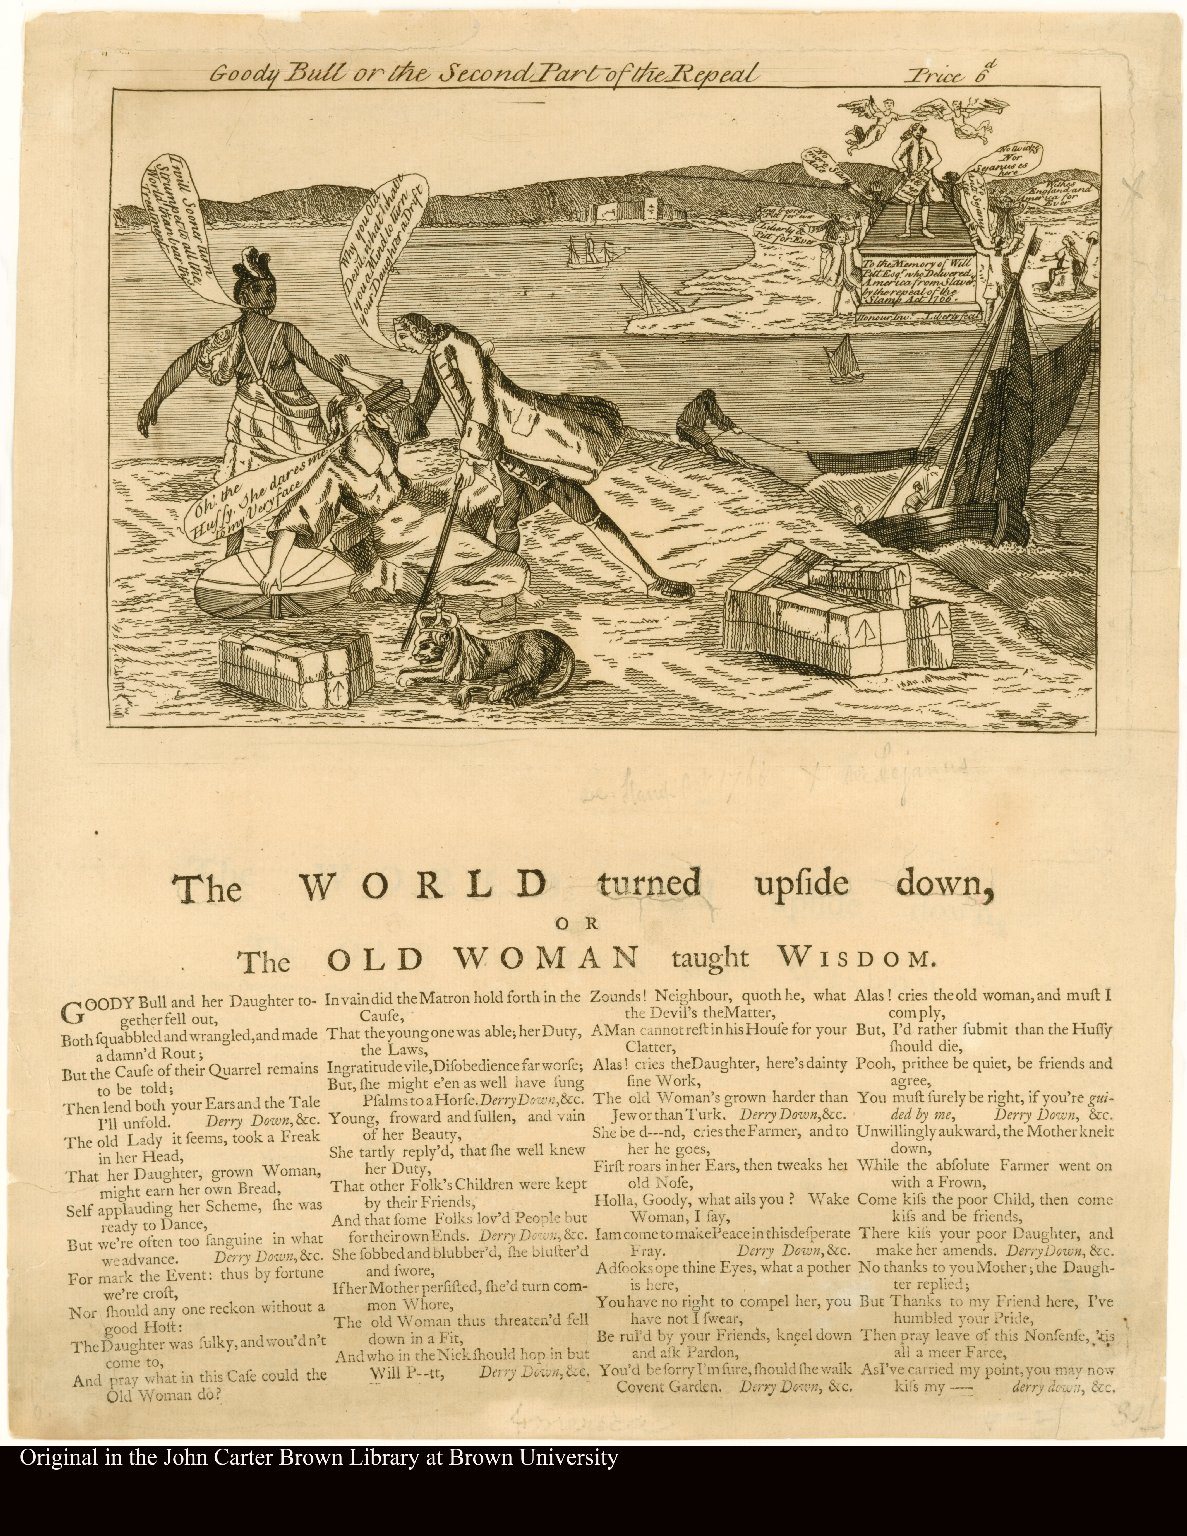 Goody Bull or the Second Part of the Repeal
Price 6d
I will Sooner turn
Strumpet to all the
World than bear this
treatment
Why you old
Devil what! have
you a Mind to turn
your Daughter adrift
Oh! the
Hussy. She dares me
to my Very face
No ſwords
Nor
Sejanuses
here
Wilkes
England and
for
Ever
Liberty &
Pitt for Ever
To the Memory of Will
Pitt Esqr. who Delivered
America from Slavery
by the repeal of the
Stamp Act 1766.
Honour Inv. Liberty fecit
The WORLD turned upſide down,
OR
The OLD WOMAN taught WISDOM.
GOODY Bull and her Daughter to-
gether fell out,
Both ſquabbled and wrangled, and made
a damn'd Rout;
But the Cauſe of their Quarrel remains
to be told;
Then lend both your Ears and the Tale
I'll unfold. Derry Down, &c.
The old Lady it ſeems, took a Freak
in her Head,
That her Daughter, grown Woman,
might earn her own Bread,
Self applauding her Scheme, ſhe was
ready to Dance,
But we're often too ſanguine in what
we advance. Derry Down, &c.
For mark the Event: thus by fortune
we're croſt,
Nor ſhould any one reckon without a
good Hoſt:
The Daughter was ſulky, and wou'dn't
come to,
And pray what in this Caſe could the
Old Woman do?
In vain did the Matron hold forth in the
Cauſe,
That the young one was able; her Duty,
the Laws,
Ingratitude vile, Diſobedience far worſe;
But, ſhe might e'en as well have ſung
Pſalms to a Horſe. Derry Down, &c.
Young, froward and ſullen, and vain
of her Beauty,
She tartly reply'd, that ſhe well knew
her Duty,
That other Folk's Children were kept
by their Friends,
And that ſome Folks lov'd People but
for their own Ends. Derry Down, &c.
She ſobbed and blubber'd, ſhe bluſter'd
and ſwore,
If her Mother perſiſted, ſhe'd turn com-
mon Whore,
The old Woman thus threaten'd fell
down in a Fit,
And who in the Nick ſhould hop in but
Will P--tt, Derry Down, &c.
Zounds! Neighbour, quoth he, what
the Devil's the Matter,
A Man cannot reſt in his Houſe for your
Clatter,
Alas! cries the Daughter, here's dainty
fine Work,
The old Woman's grown harder than
Jew or than Turk. Derry Down, &c.
She be d---nd, cries the Farmer, and to
her he goes,
Firſt roars in her Ears, then tweaks her
old Noſe,
Holla, Goody, what ails you? Wake
Woman, I ſay,
I am come to make Peace in this deſperate
Fray. Derry Down, &c.
Adſooks ope thine Eyes, what a pother
is here,
You have no right to compel her, you
have not I ſwear,
Be rul'd by your Friends, kneel down
and aſk Pardon,
You'd be ſorry I'm ſure, ſhould ſhe walk
Covent Garden. Derry Down, &c.
Alas! cries the old woman, and muſt I
comply,
But, I'd rather ſubmit than the Huſſy
ſhould die,
Pooh, prithee be quiet, be friends and
agree,
You muſt ſurely be right, if you're gui-
ded by me, Derry Down, &c.
Unwillingly aukward, the Mother knelt
down,
While the abſolute Farmer went on
with a Frown,
Come kiſs the poor Child, then come
kiſs and be friends,
There kiſs your poor Daughter, and
make her amends. Derry Down, &c.
No thanks to you Mother; the Daugh-
ter replied;
But Thanks to my Friend here, I've
humbled your Pride,
Then pray leave of this Nonſenſe, 'tis
all a meer Farce,
As I've carried my point, you may now
kiſs my —— derry down, &c.
Original in the John Carter Brown Library at Brown University